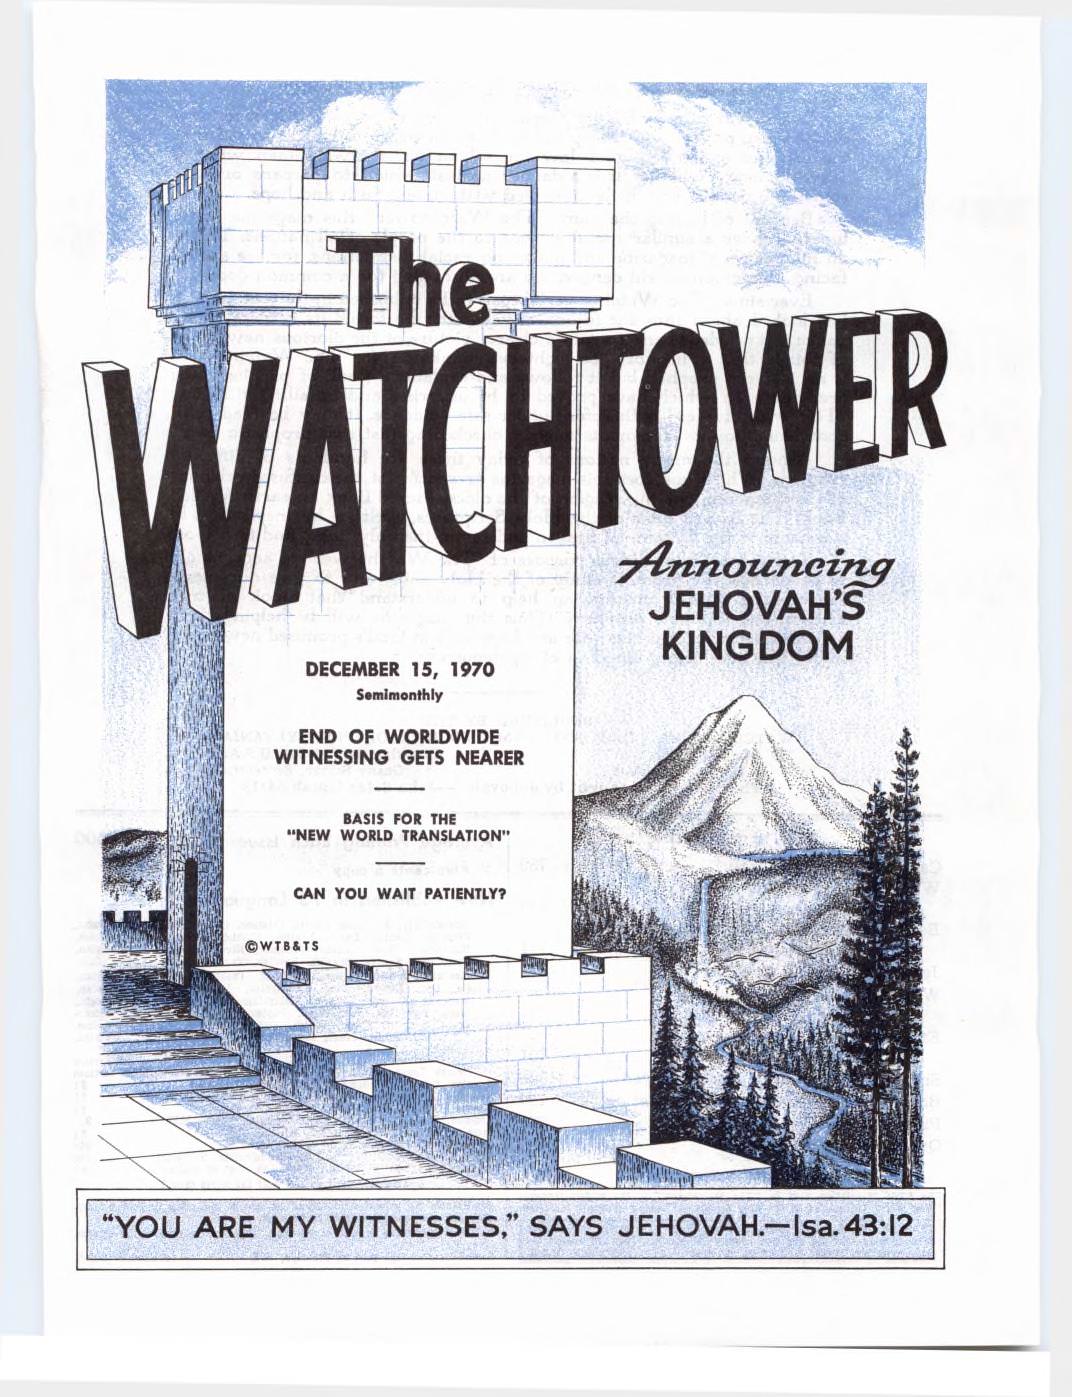 The
WATCHTOWER
Announcing
JEHOVAH'S
KINGDOM
DECEMBER 15, 1970
Semimonthly
END OF WORLDWIDE
WITNESSING GETS NEARER
BASIS FOR THE
"NEW WORLD TRANSLATION"
CAN YOU WAIT PATIENTLY?
©WTB&TS
"YOU ARE MY WITNESSES," SAYS JEHOVAH.—Isa. 43:12